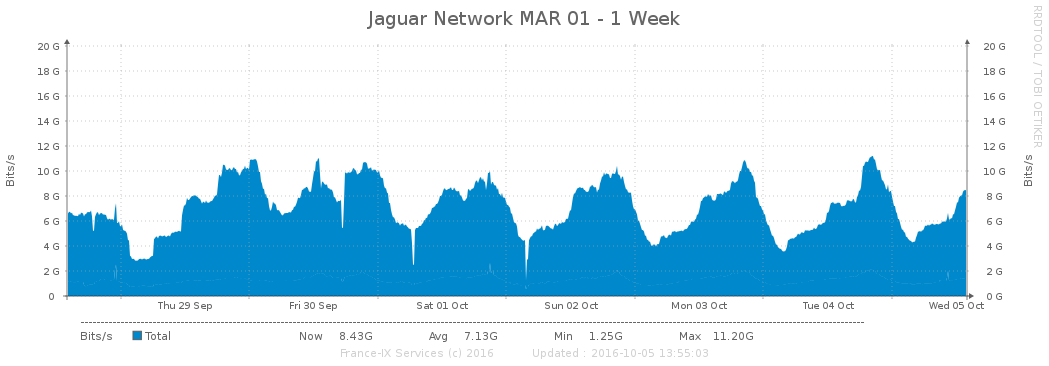 Jaguar Network MAR 01 - 1 Week
RRDTOOL / TOBI OETIKER
Bits/s
20 G
18 G
16 G
14 G
12 G
10 G
8 G
6 G
4 G
2 G
0
20 G
18 G
16 G
14 G
12 G
10 G
8 G
6 G
4 G
2 G
0 G
Bits/s
Thu 29 Sep Fri 30 Sep Sat 01 Oct Sun 02 Oct Mon 03 Oct Tue 04 Oct Wed 05 Oct
Bits/s Total Now 8.43G Avg 7.13G Min 1.25G Max 11.20G
France-IX Services (c) 2016 Updated : 2016-10-05 13:55:03